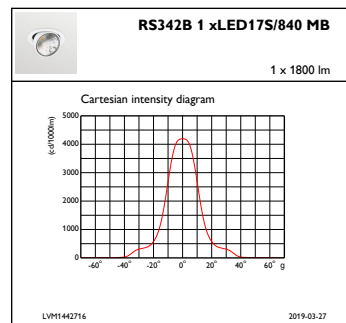 RS342B 1 xLED17S/840 MB
1 x 1800 lm
Cartesian intensity diagram
(cd/1000lm)
5000
4000
3000
2000
1000
0
-60° -40° -20° 0° 20° 40° 60° g
LVM1442716 2019-03-27